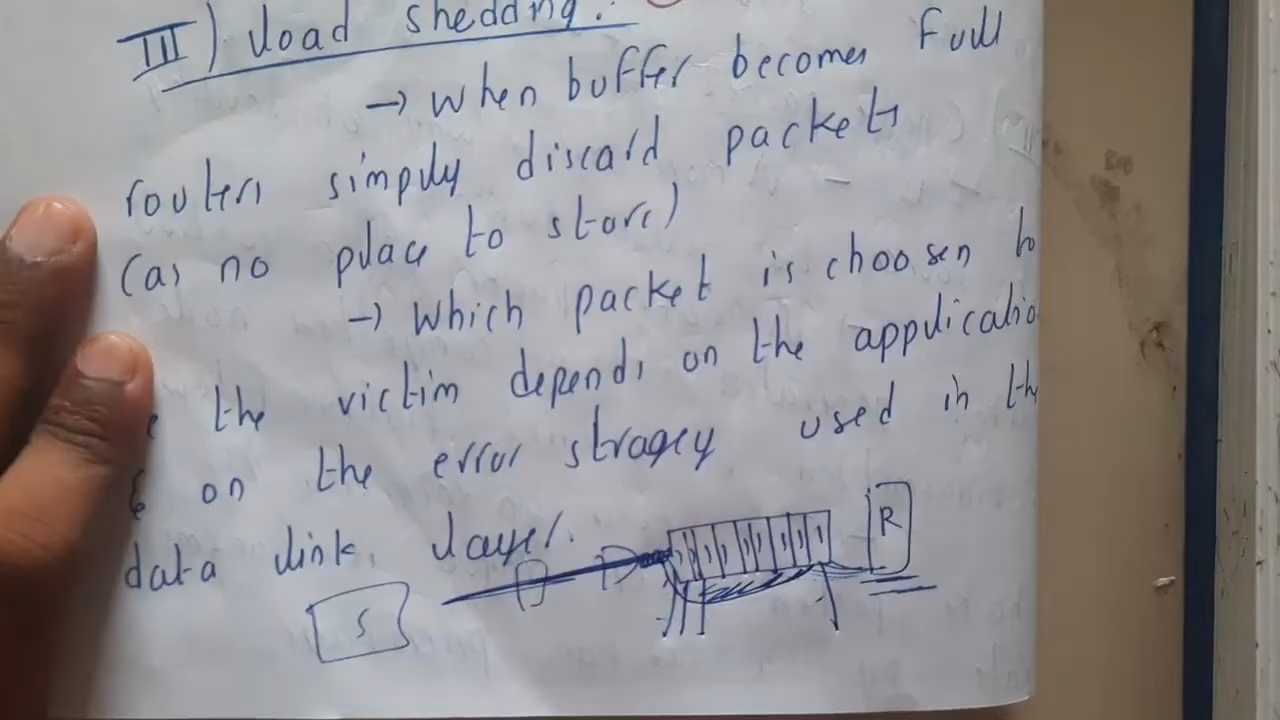 III) Load shedding:
→ When buffer becomes full
routers simply discard packets
(as no place to store)
→ Which packet is choosen to
the victim depends on the application
& on the error stragey used in the
data link layer.
S
R